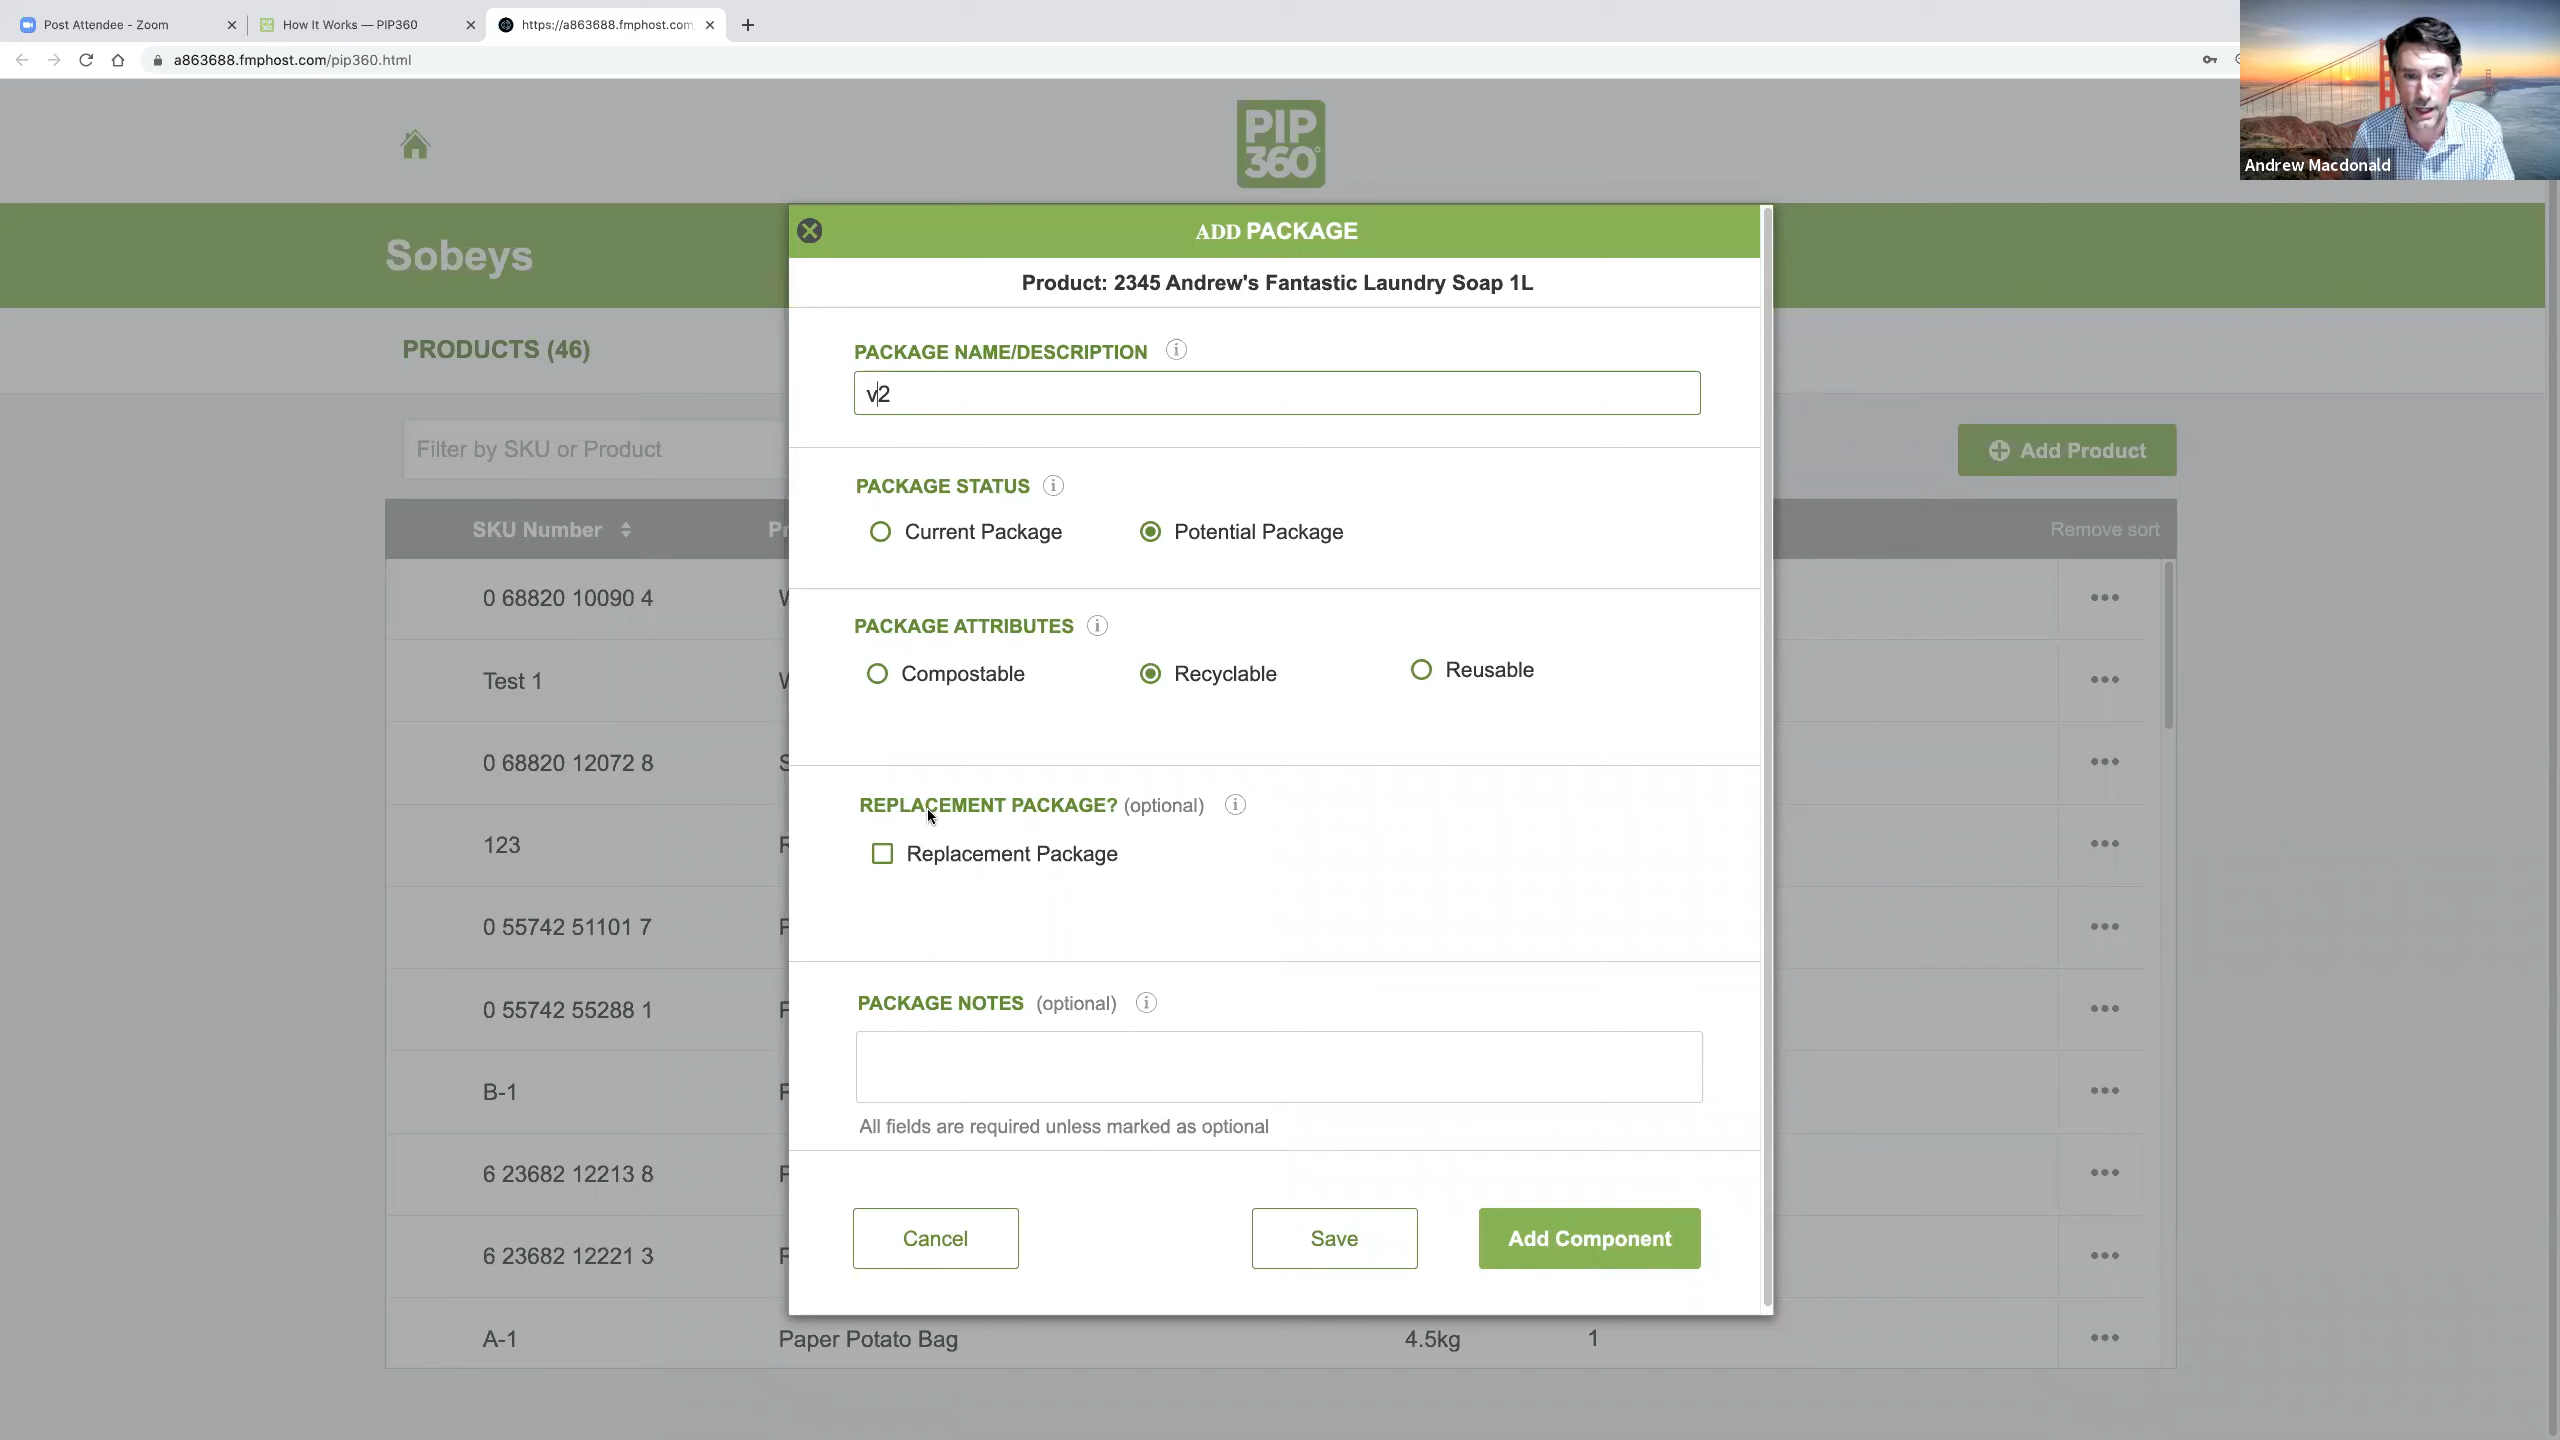 Post Attendee - Zoom
How It Works — PIP360
https://a863688.fmphost.com
a863688.fmphost.com/pip360.html
Andrew Macdonald
PIP
360°
Sobeys
PRODUCTS (46)
Filter by SKU or Product
Add Product
SKU Number
Remove sort
0 68820 10090 4
Test 1
0 68820 12072 8
123
0 55742 51101 7
0 55742 55288 1
B-1
6 23682 12213 8
6 23682 12221 3
A-1 Paper Potato Bag 4.5kg 1
ADD PACKAGE
Product: 2345 Andrew's Fantastic Laundry Soap 1L
PACKAGE NAME/DESCRIPTION
v2
PACKAGE STATUS
Current Package Potential Package
PACKAGE ATTRIBUTES
Compostable Recyclable Reusable
REPLACEMENT PACKAGE? (optional)
Replacement Package
PACKAGE NOTES (optional)
All fields are required unless marked as optional
Cancel Save Add Component